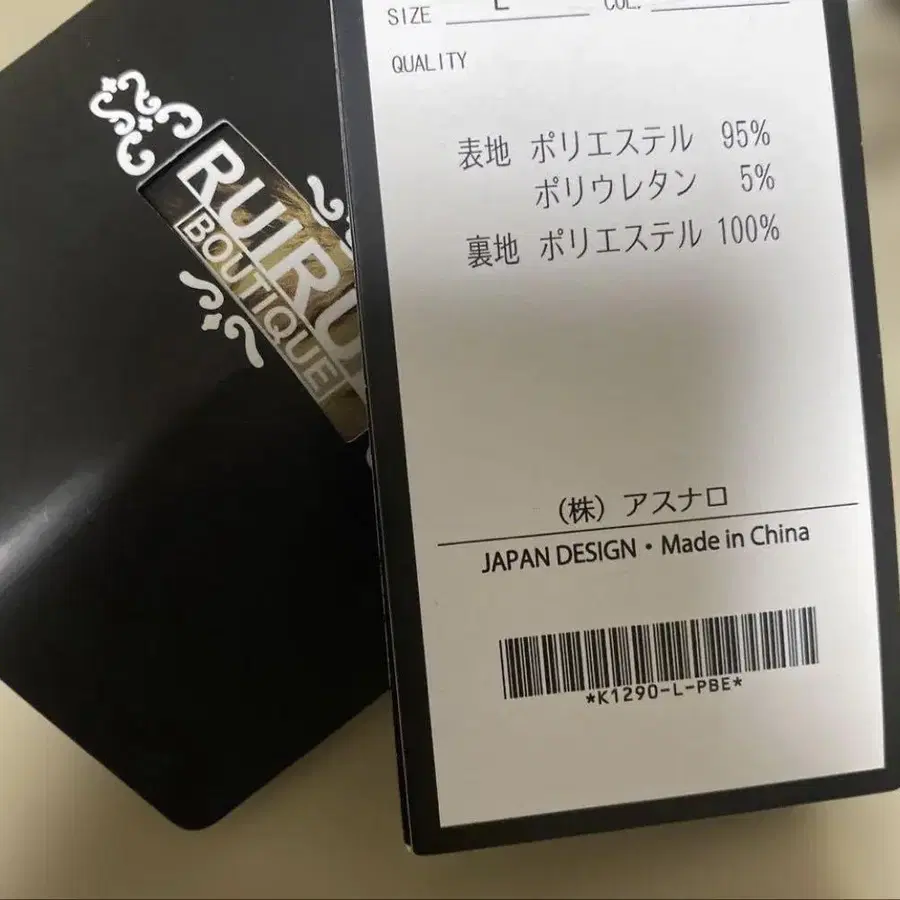 RUIRU
BOUTIQUE
SIZE L COL.
QUALITY
表地 ポリエステル 95%
ポリウレタン 5%
裏地 ポリエステル 100%
(株) アスナロ
JAPAN DESIGN・Made in China
*K1290-L-PBE*